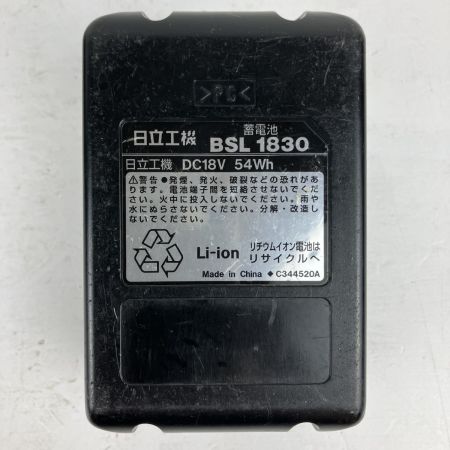 >PC<
日立工機 蓄電池 BSL 1830
日立工機 DC18V 54Wh
⚠警告●発煙、発火、破裂などの恐れがあ
ります。電池端子間を短絡させないでくだ
さい。火中に投入しないでください。雨や
水にぬらさないでください。分解・改造し
ないでください。
Li-ion
リチウムイオン電池は
リサイクルへ
Made in China ◆C344520A